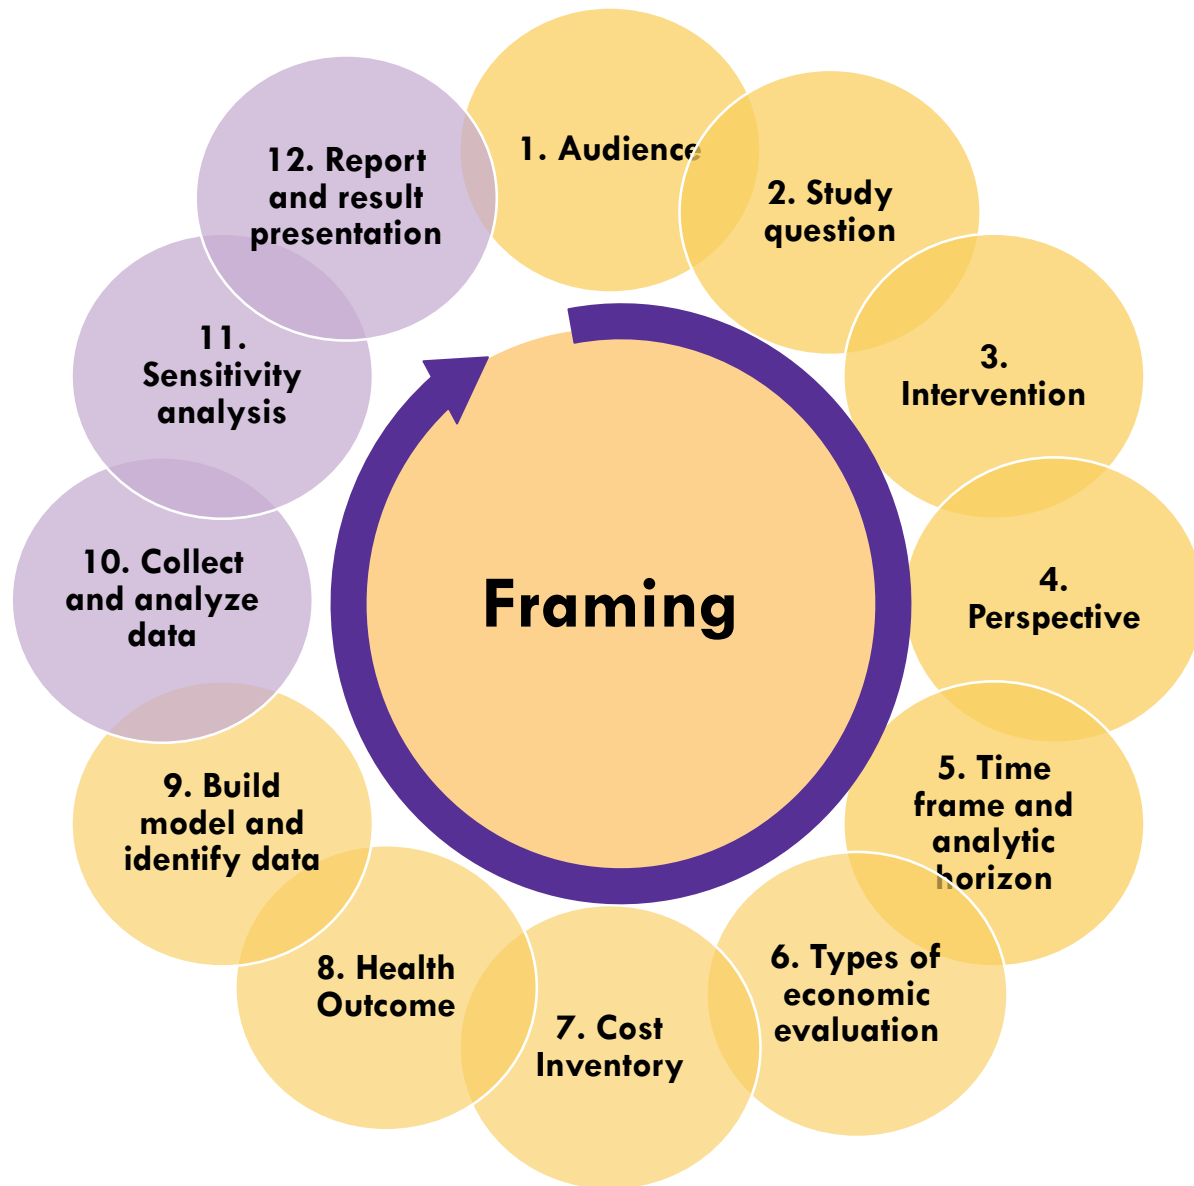 1. Audience
2. Study
question
3.
Intervention
4.
Perspective
5. Time
frame and
analytic
horizon
6. Types of
economic
evaluation
7. Cost
Inventory
8. Health
Outcome
9. Build
model and
identify data
10. Collect
and analyze
data
11.
Sensitivity
analysis
12. Report
and result
presentation
Framing